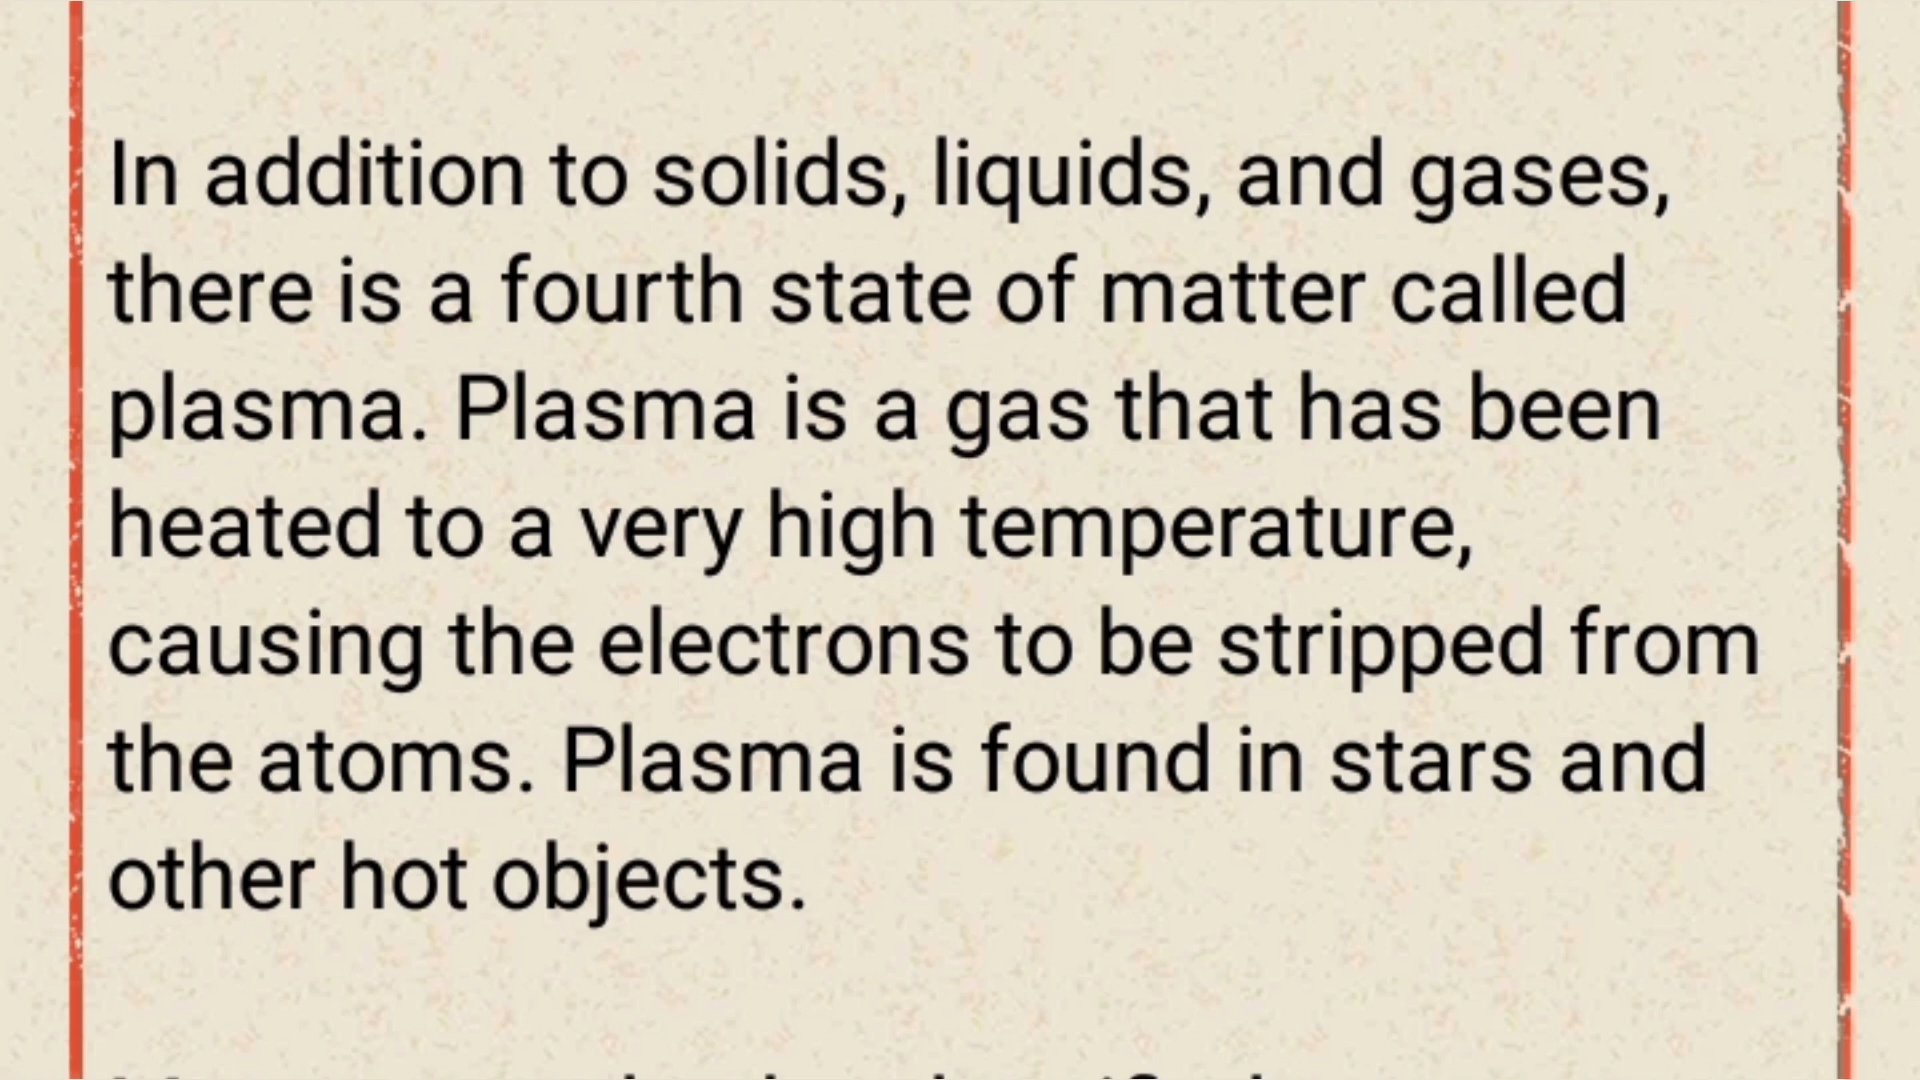 In addition to solids, liquids, and gases,
there is a fourth state of matter called
plasma. Plasma is a gas that has been
heated to a very high temperature,
causing the electrons to be stripped from
the atoms. Plasma is found in stars and
other hot objects.